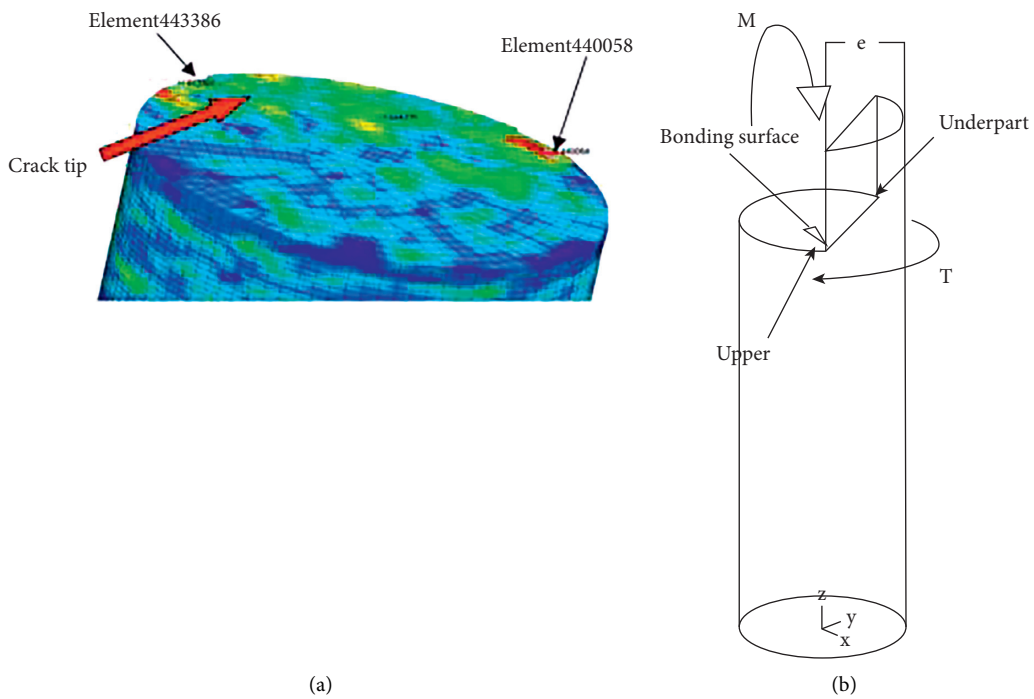 Element443386
Element440058
Crack tip
(a)
M
e
Bonding surface
Underpart
T
Upper
z
y
x
(b)